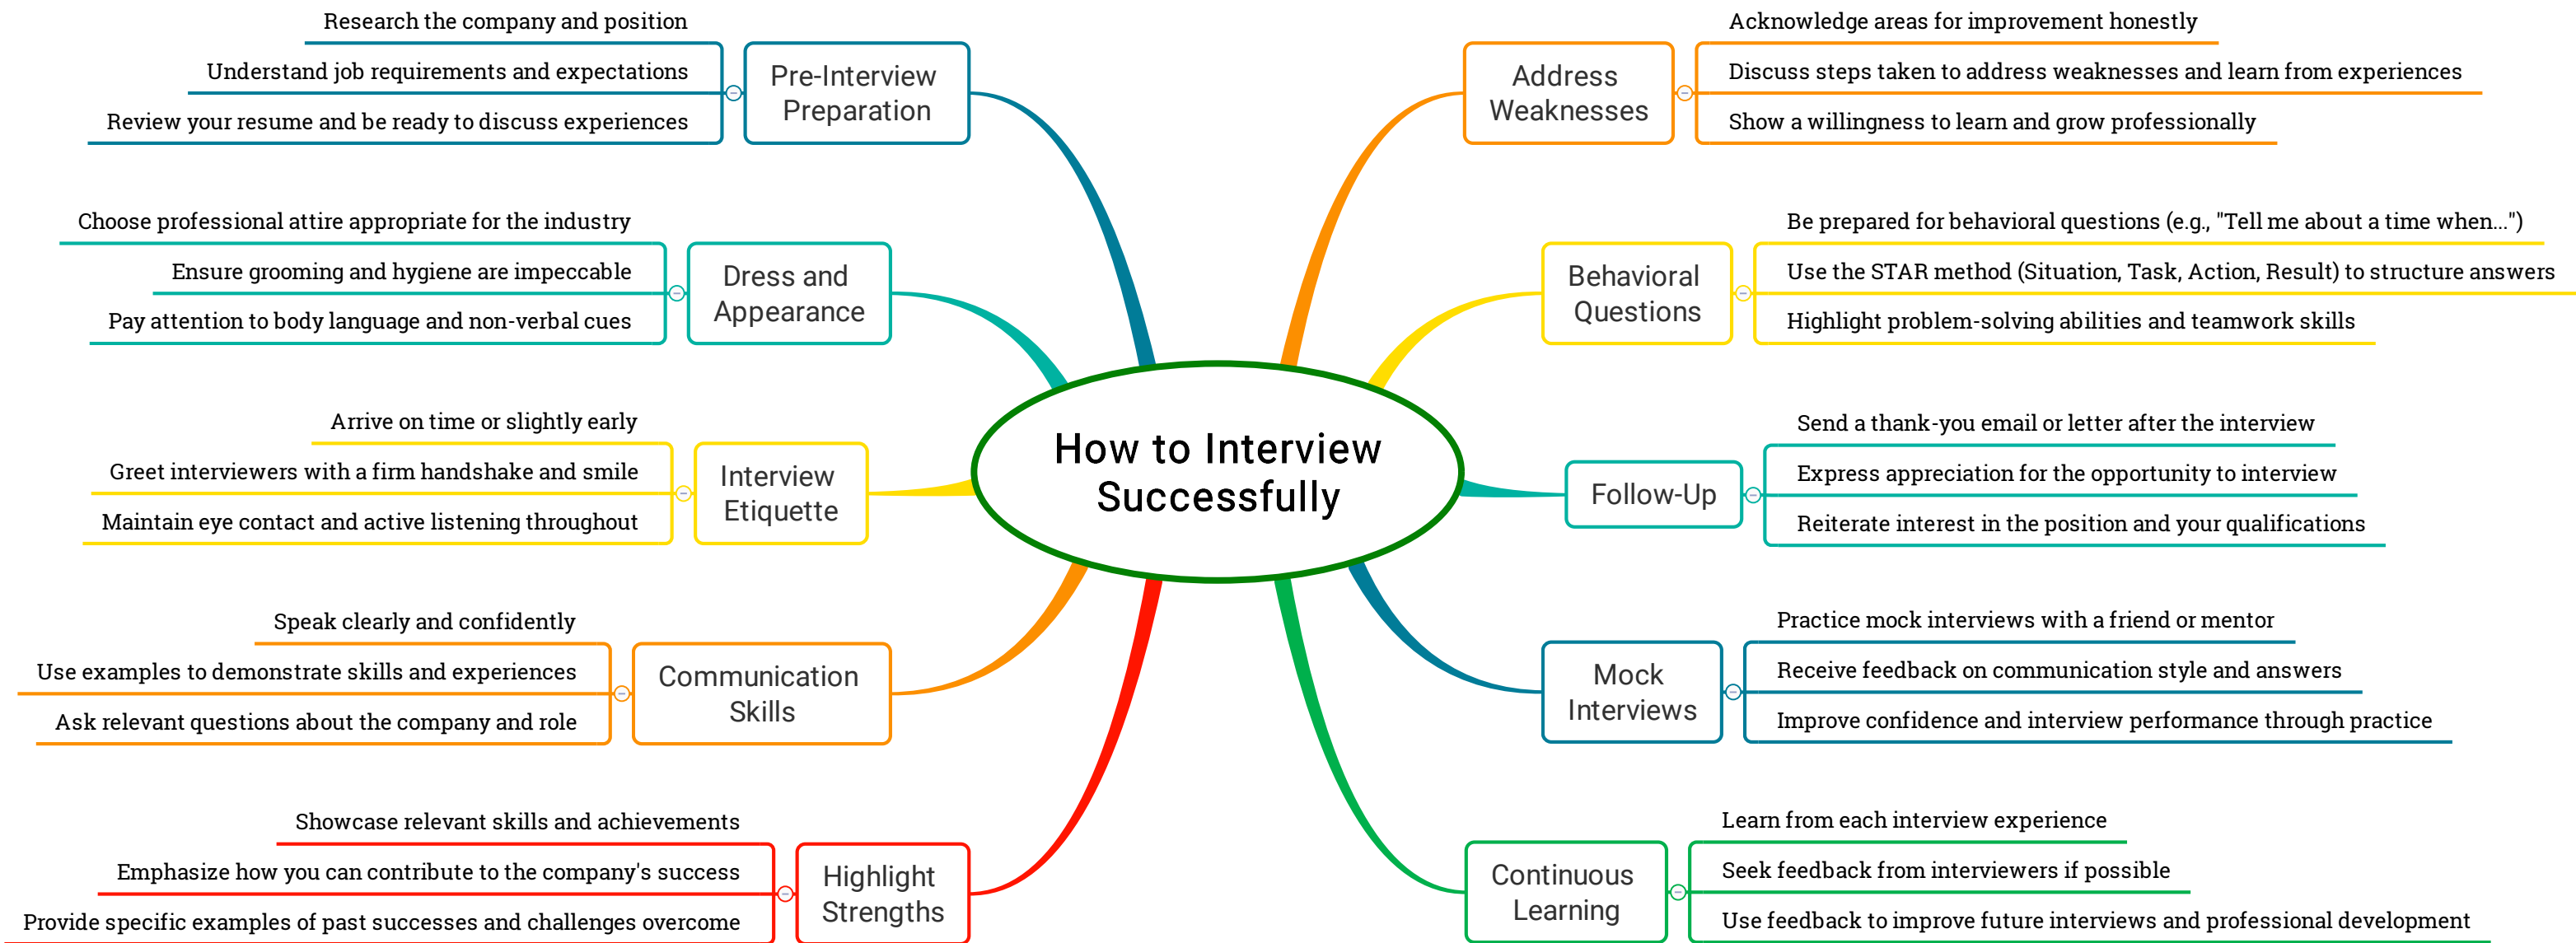 How to Interview
Successfully
Pre-Interview
Preparation
Research the company and position
Understand job requirements and expectations
Review your resume and be ready to discuss experiences
Dress and
Appearance
Choose professional attire appropriate for the industry
Ensure grooming and hygiene are impeccable
Pay attention to body language and non-verbal cues
Interview
Etiquette
Arrive on time or slightly early
Greet interviewers with a firm handshake and smile
Maintain eye contact and active listening throughout
Communication
Skills
Speak clearly and confidently
Use examples to demonstrate skills and experiences
Ask relevant questions about the company and role
Highlight
Strengths
Showcase relevant skills and achievements
Emphasize how you can contribute to the company's success
Provide specific examples of past successes and challenges overcome
Address
Weaknesses
Acknowledge areas for improvement honestly
Discuss steps taken to address weaknesses and learn from experiences
Show a willingness to learn and grow professionally
Behavioral
Questions
Be prepared for behavioral questions (e.g., "Tell me about a time when...")
Use the STAR method (Situation, Task, Action, Result) to structure answers
Highlight problem-solving abilities and teamwork skills
Follow-Up
Send a thank-you email or letter after the interview
Express appreciation for the opportunity to interview
Reiterate interest in the position and your qualifications
Mock
Interviews
Practice mock interviews with a friend or mentor
Receive feedback on communication style and answers
Improve confidence and interview performance through practice
Continuous
Learning
Learn from each interview experience
Seek feedback from interviewers if possible
Use feedback to improve future interviews and professional development